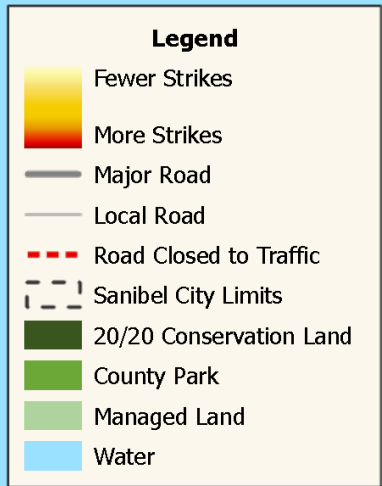 Legend
Fewer Strikes
More Strikes
Major Road
Local Road
Road Closed to Traffic
Sanibel City Limits
20/20 Conservation Land
County Park
Managed Land
Water